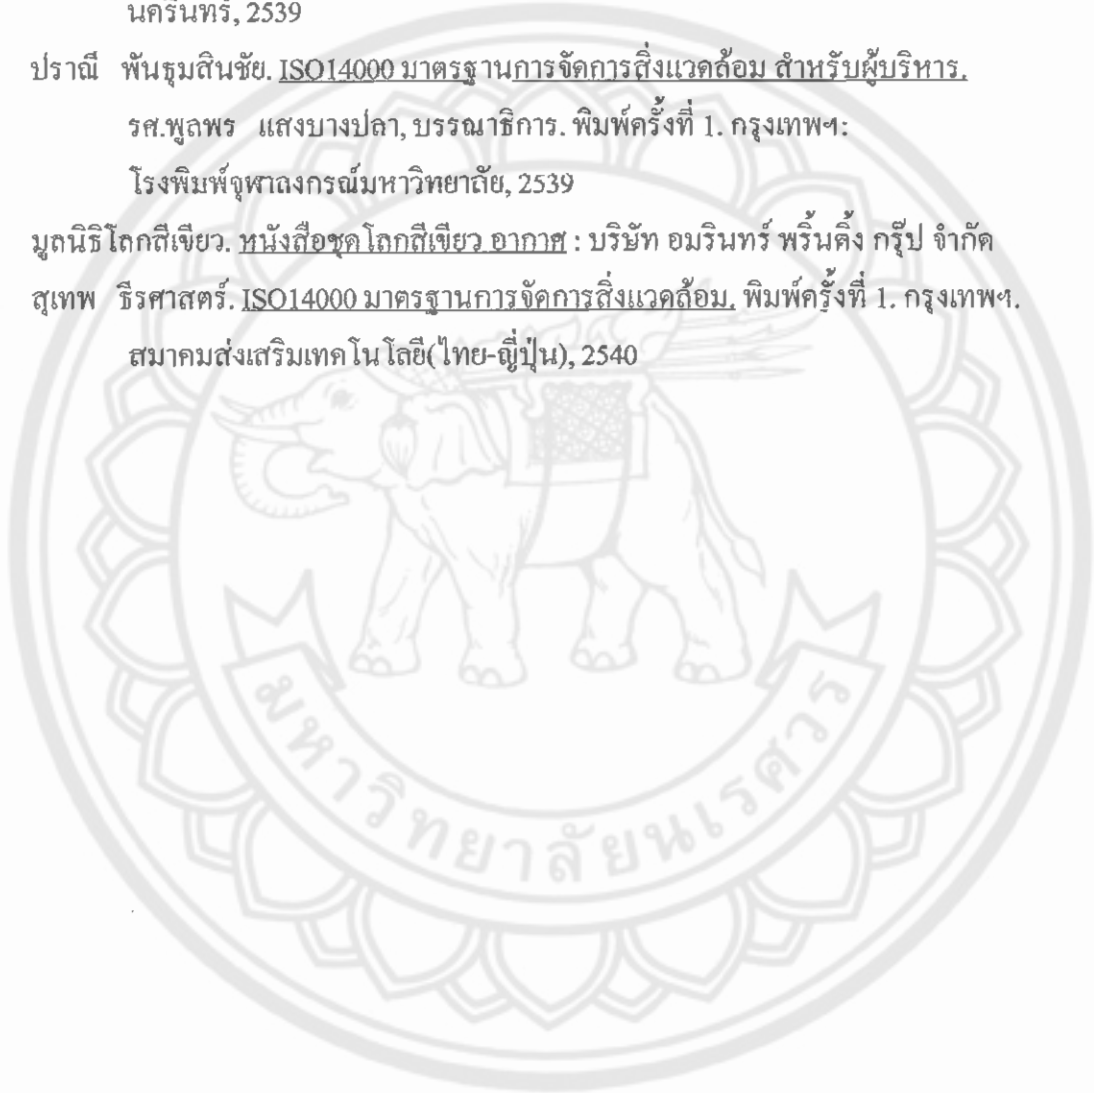 นครินทร์, 2539
ปราณี พันธุมสินชัย. ISO14000 มาตรฐานการจัดการสิ่งแวดล้อม สำหรับผู้บริหาร.
รศ.พูลพร แสงบางปลา, บรรณาธิการ. พิมพ์ครั้งที่ 1. กรุงเทพฯ:
โรงพิมพ์จุฬาลงกรณ์มหาวิทยาลัย, 2539
มูลนิธิโลกสีเขียว. หนังสือชุดโลกสีเขียว อากาศ : บริษัท อมรินทร์ พริ้นติ้ง กรุ๊ป จำกัด
สุเทพ ธีรศาสตร์. ISO14000 มาตรฐานการจัดการสิ่งแวดล้อม. พิมพ์ครั้งที่ 1. กรุงเทพฯ.
สมาคมส่งเสริมเทคโนโลยี(ไทย-ญี่ปุ่น), 2540
มหาวิทยาลัยนเรศวร